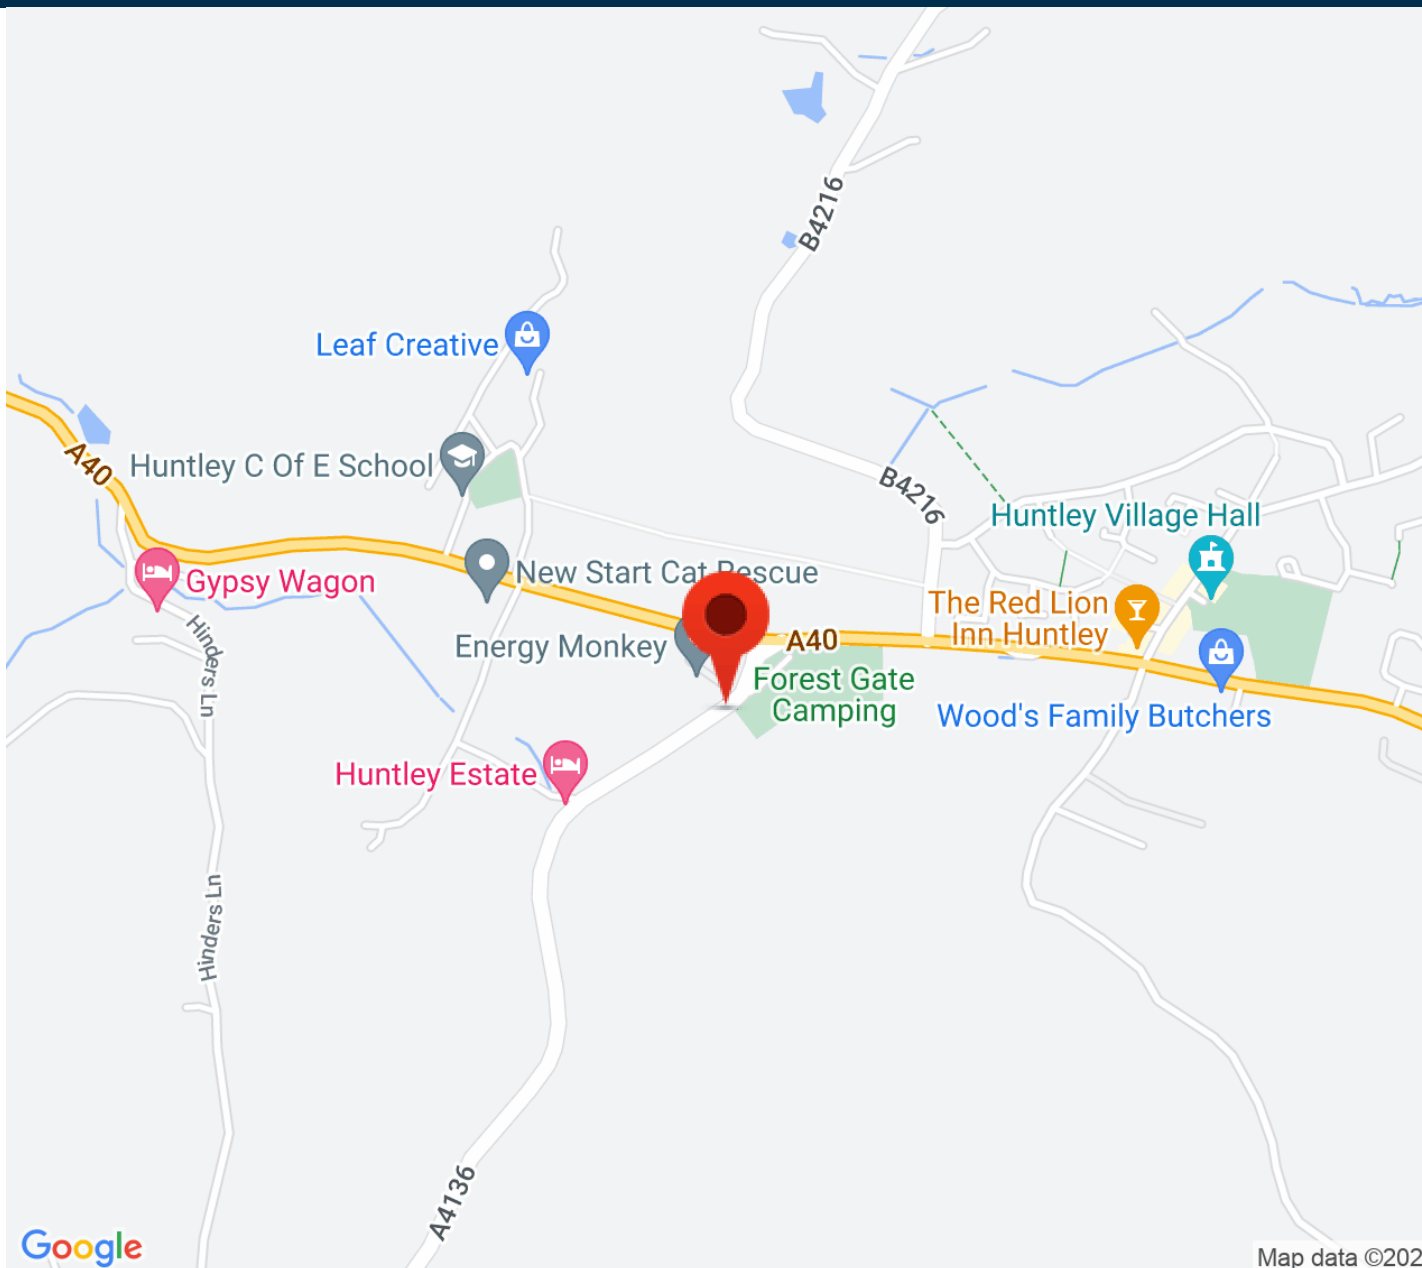 B4216
Leaf Creative
A40
Huntley C Of E School
B4216
Huntley Village Hall
Gypsy Wagon
New Start Cat Rescue
The Red Lion
Inn Huntley
Hinders Ln
Energy Monkey
A40
Forest Gate
Camping
Wood's Family Butchers
Huntley Estate
Hinders Ln
A4136
Google
Map data ©202